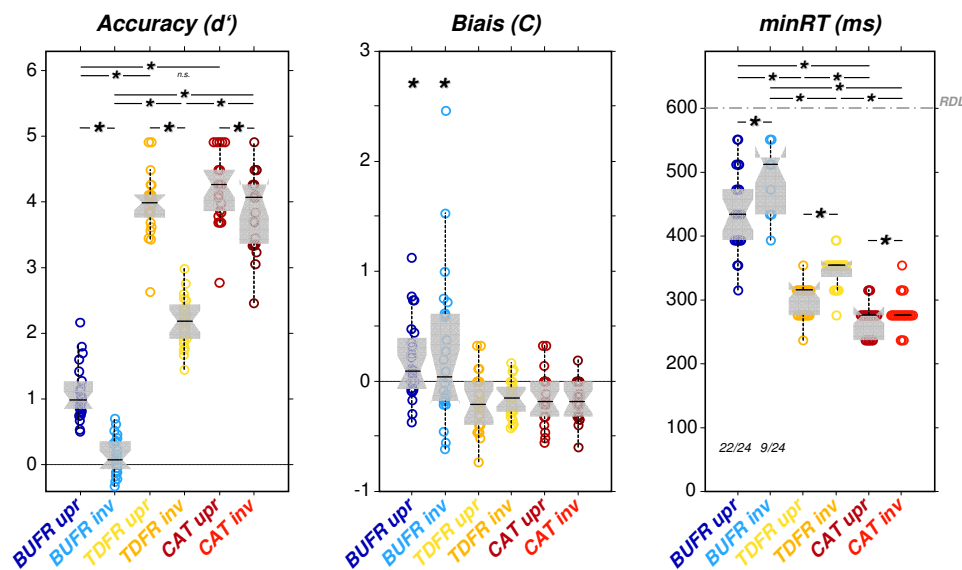 Accuracy (d‘)
Biais (C)
minRT (ms)
6
5
4
3
2
1
0
*
*
n.s.
*
*
*
*
*
*
BUFR upr
BUFR inv
TDFR upr
TDFR inv
CAT upr
CAT inv
3
2
1
0
-1
*
*
BUFR upr
BUFR inv
TDFR upr
TDFR inv
CAT upr
CAT inv
600
500
400
300
200
100
0
*
*
*
*
*
*
RDL
*
*
*
22/24 9/24
BUFR upr
BUFR inv
TDFR upr
TDFR inv
CAT upr
CAT inv